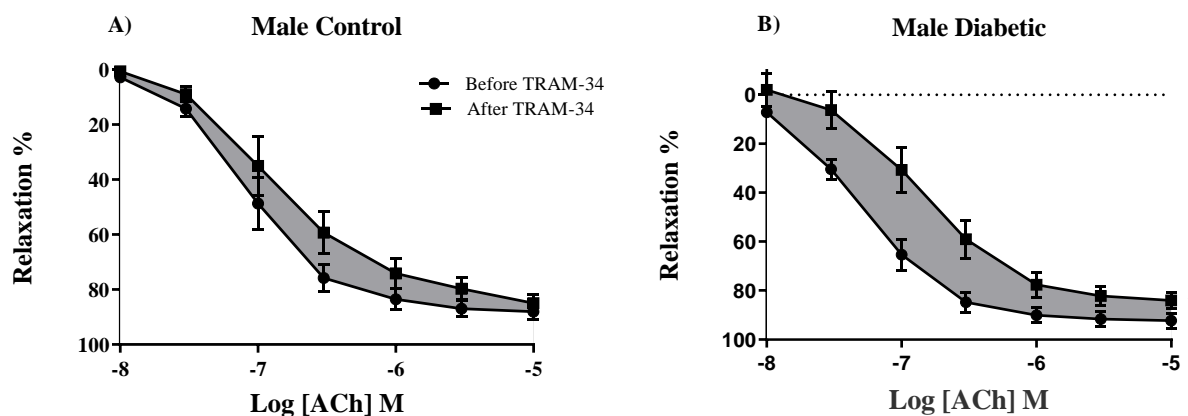 A) Male Control
Before TRAM-34
After TRAM-34
Relaxation %
0
20
40
60
80
100
-8 -7 -6 -5
Log [ACh] M
B) Male Diabetic
Relaxation %
0
20
40
60
80
100
-8 -7 -6 -5
Log [ACh] M